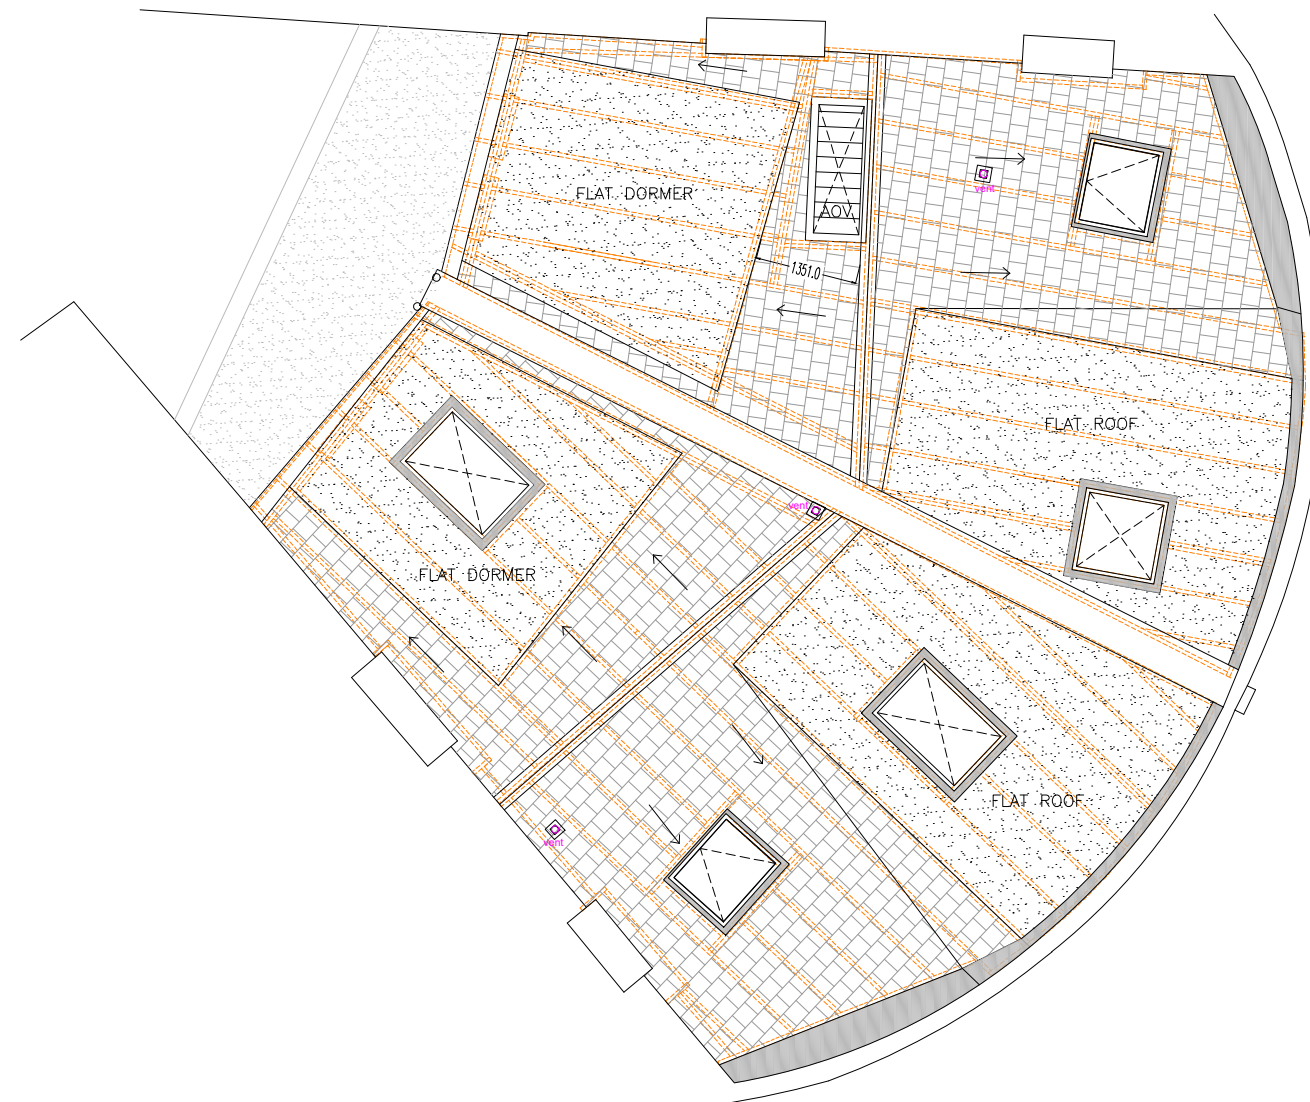 vent
FLAT DORMER
AOV
1351.0
FLAT ROOF
vent
FLAT DORMER
FLAT ROOF
vent